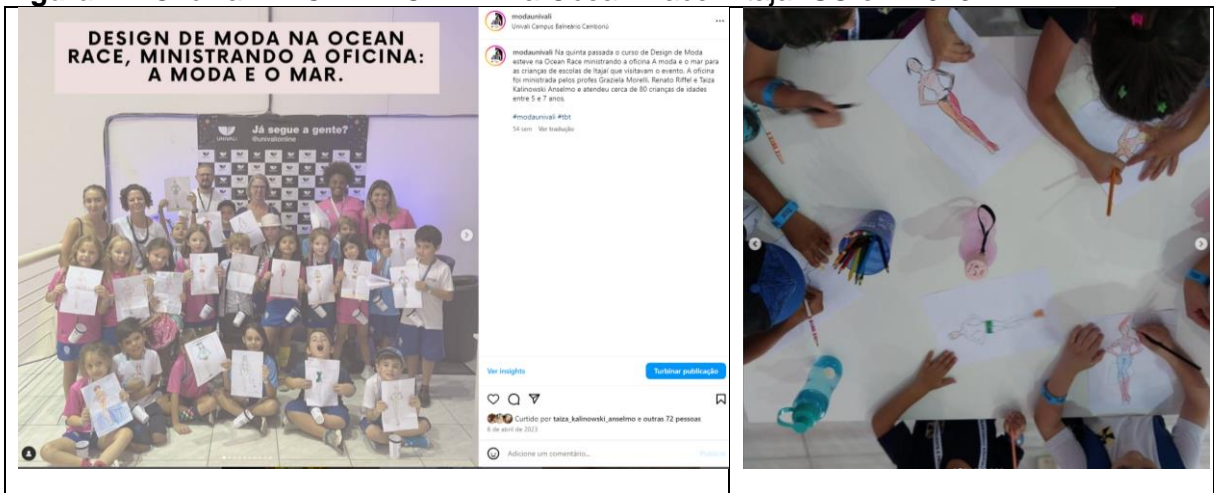 DESIGN DE MODA NA OCEAN
RACE, MINISTRANDO A OFICINA:
A MODA E O MAR.
UNIVALI
Já segue a gente?
@univalionline
modaunivali
Univali Campus Balneário Camboriú
modaunivali Na quinta passada o curso de Design de Moda
esteve na Ocean Race ministrando a oficina A moda e o mar para
as crianças de escolas de Itajaí que visitavam o evento. A oficina
foi ministrada pelos profes Graziela Morelli, Renato Riffel e Taiza
Kalinowski Anselmo e atendeu cerca de 80 crianças de idades
entre 5 e 7 anos.
#modaunivali #tbt
54 sem Ver tradução
Ver insights
Turbinar publicação
Curtido por taiza_kalinowski_anselmo e outras 72 pessoas
6 de abril de 2023
Adicione um comentário...
Publicar